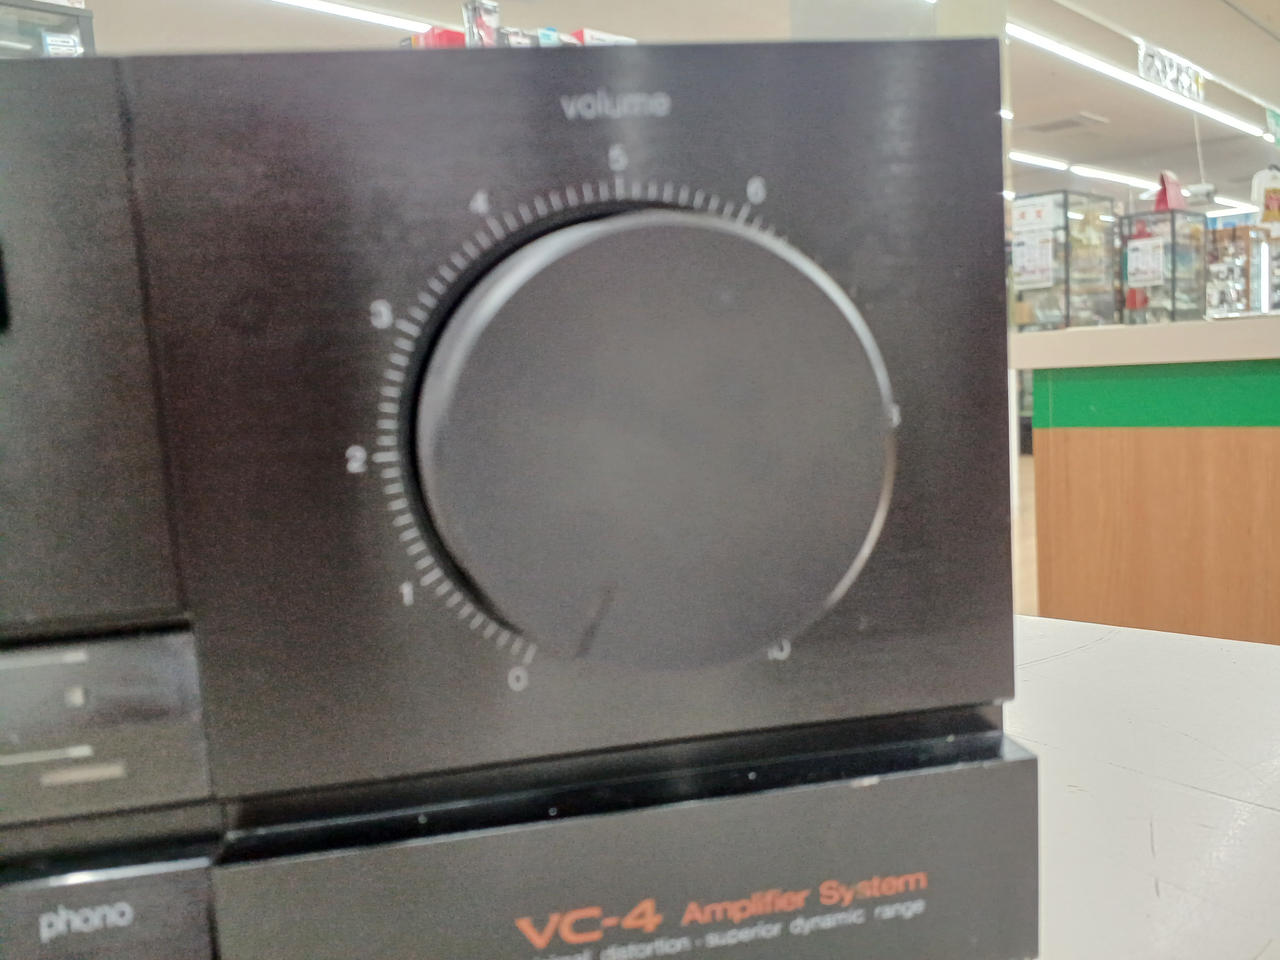 volume
5
4
6
3
2
1
0
10
phono
VC-4 Amplifier System
distortion · superior dynamic range